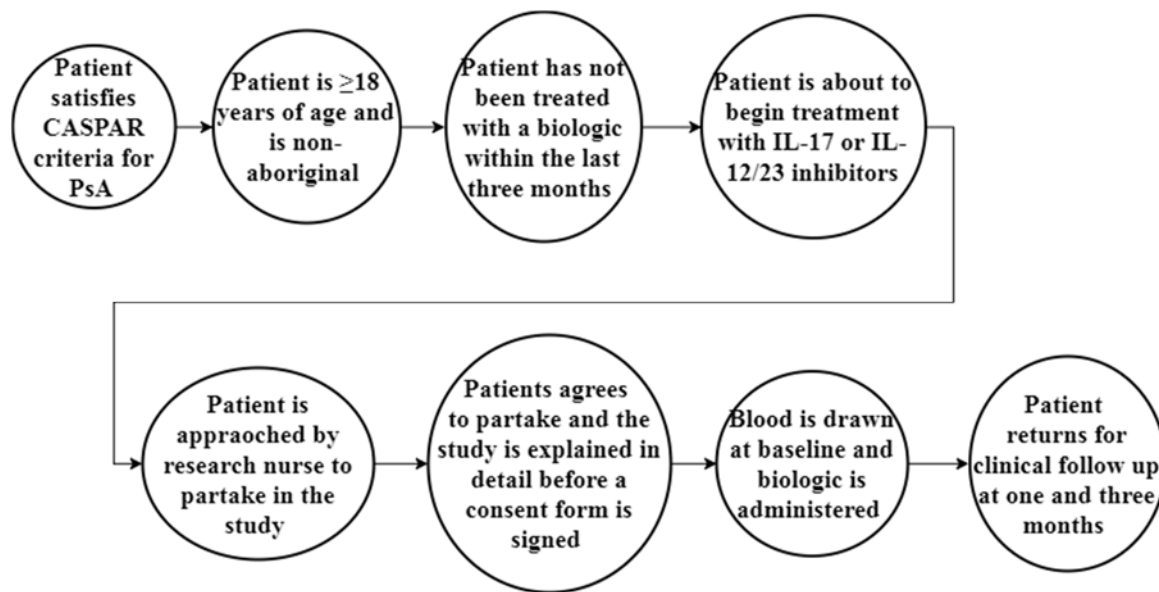 Patient
satisfies
CASPAR
criteria for
PsA
Patient is ≥18
years of age and
is non-
aboriginal
Patient has not
been treated
with a biologic
within the last
three months
Patient is about to
begin treatment
with IL-17 or IL-
12/23 inhibitors
Patient is
appraoched by
research nurse to
partake in the
study
Patients agrees
to partake and the
study is explained in
detail before a
consent form is
signed
Blood is drawn
at baseline and
biologic is
administered
Patient
returns for
clinical follow up
at one and three
months